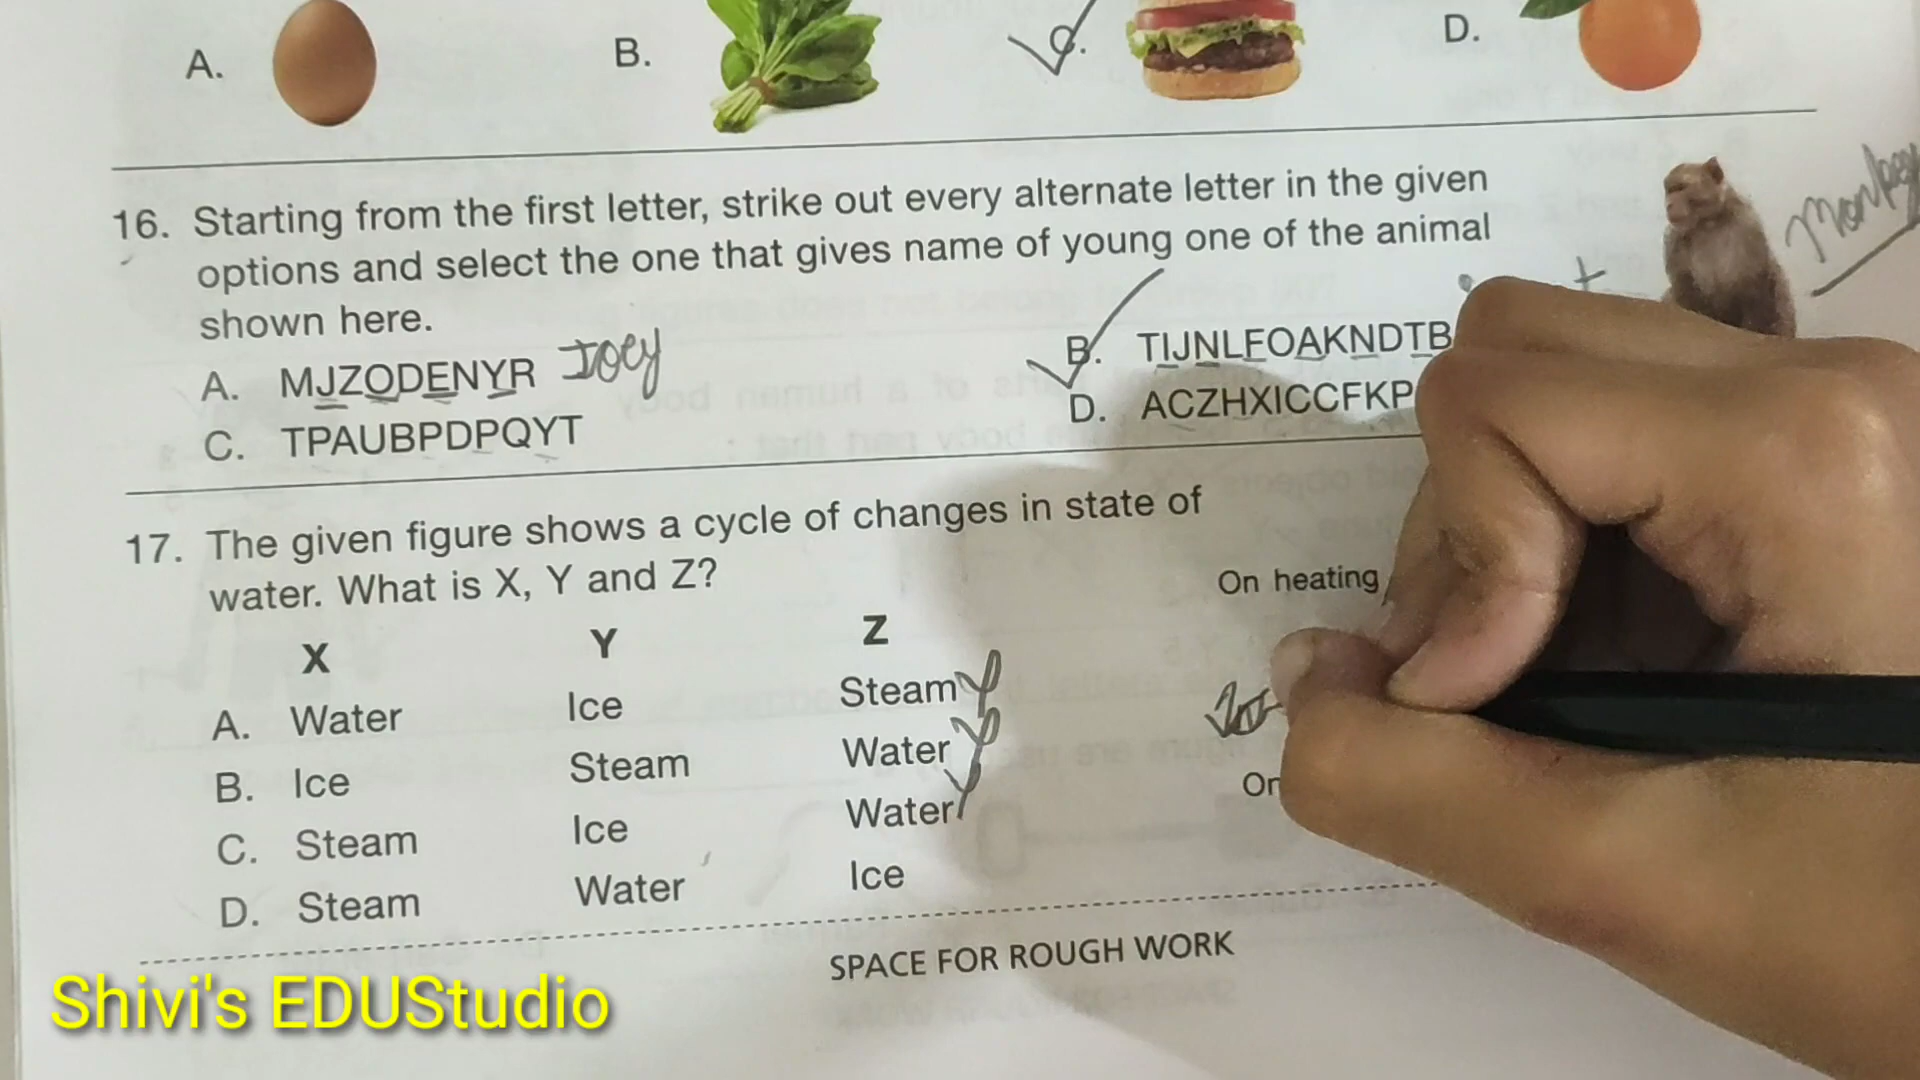 A.
B.
C.
D.
16. Starting from the first letter, strike out every alternate letter in the given
options and select the one that gives name of young one of the animal
shown here.
Monkey
A. MJZODENYR Joey
B. TIJNLFOAKNDTB
C. TPAUBPDPQYT
D. ACZHXICCFKP
17. The given figure shows a cycle of changes in state of
water. What is X, Y and Z?
On heating
X Y Z
A. Water Ice Steam
B. Ice Steam Water
C. Steam Ice Water
D. Steam Water Ice
SPACE FOR ROUGH WORK
Shivi's EDUStudio